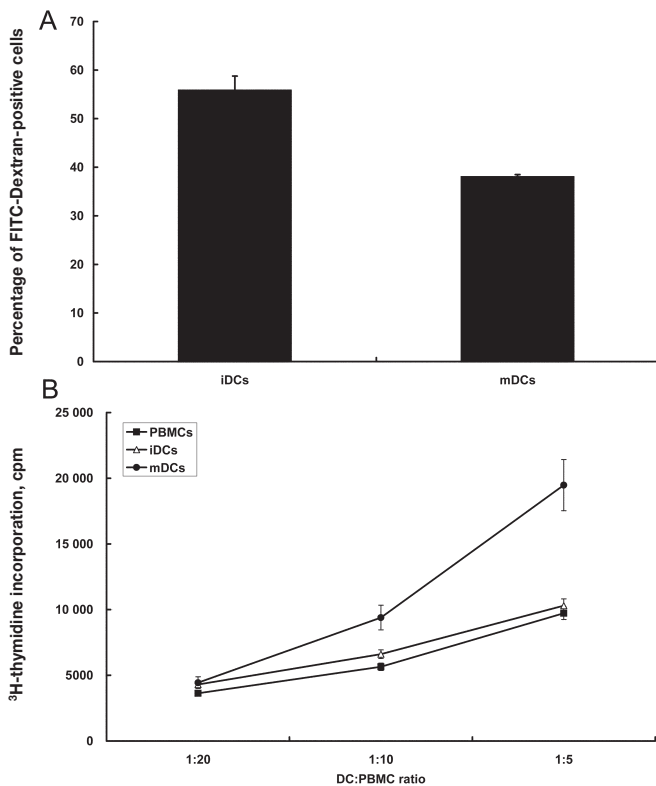 A
Percentage of FITC-Dextran-positive cells
70
60
50
40
30
20
10
0
iDCs
mDCs
B
³H-thymidine incorporation, cpm
25 000
20 000
15 000
10 000
5000
0
PBMCs
iDCs
mDCs
1:20
1:10
1:5
DC:PBMC ratio